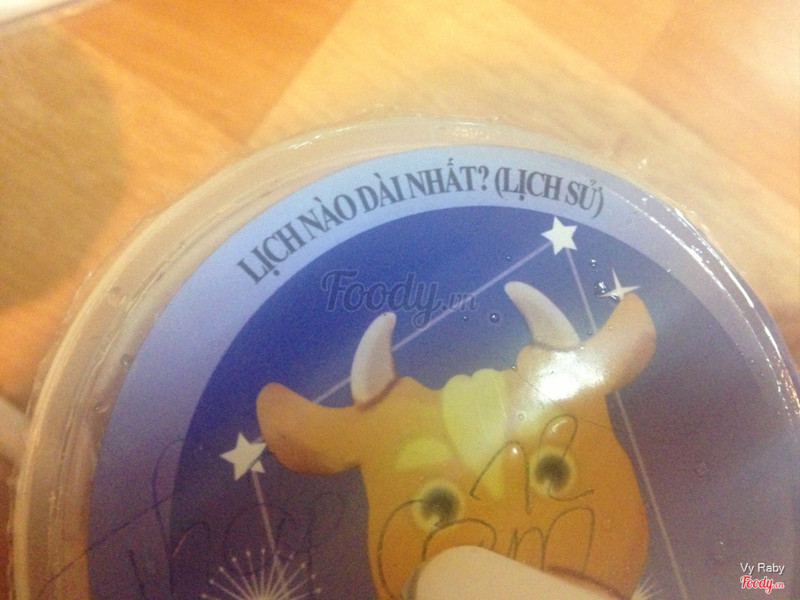 LỊCH NÀO DÀI NHẤT? (LỊCH SỬ)
Foody.vn
Vy Raby
Foody.vn